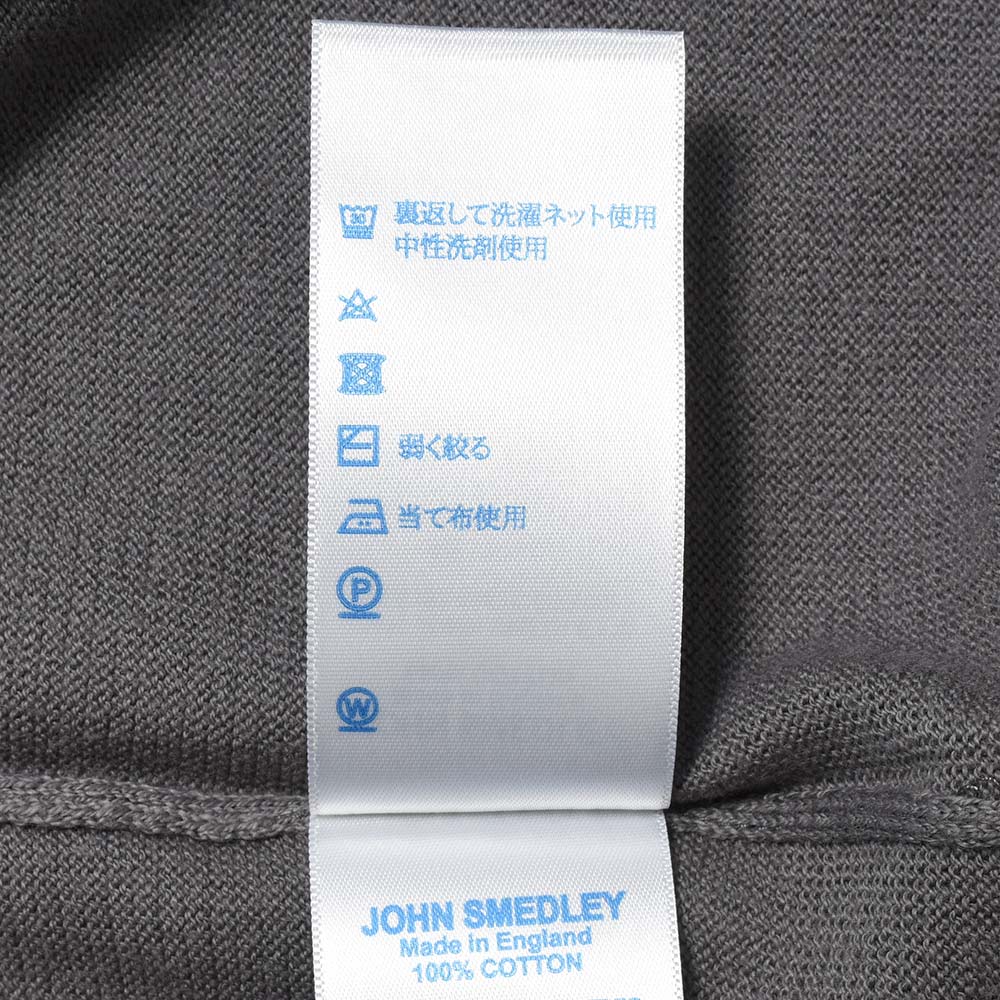 30
裏返して洗濯ネット使用
中性洗剤使用
弱く絞る
当て布使用
P
W
JOHN SMEDLEY
Made in England
100% COTTON